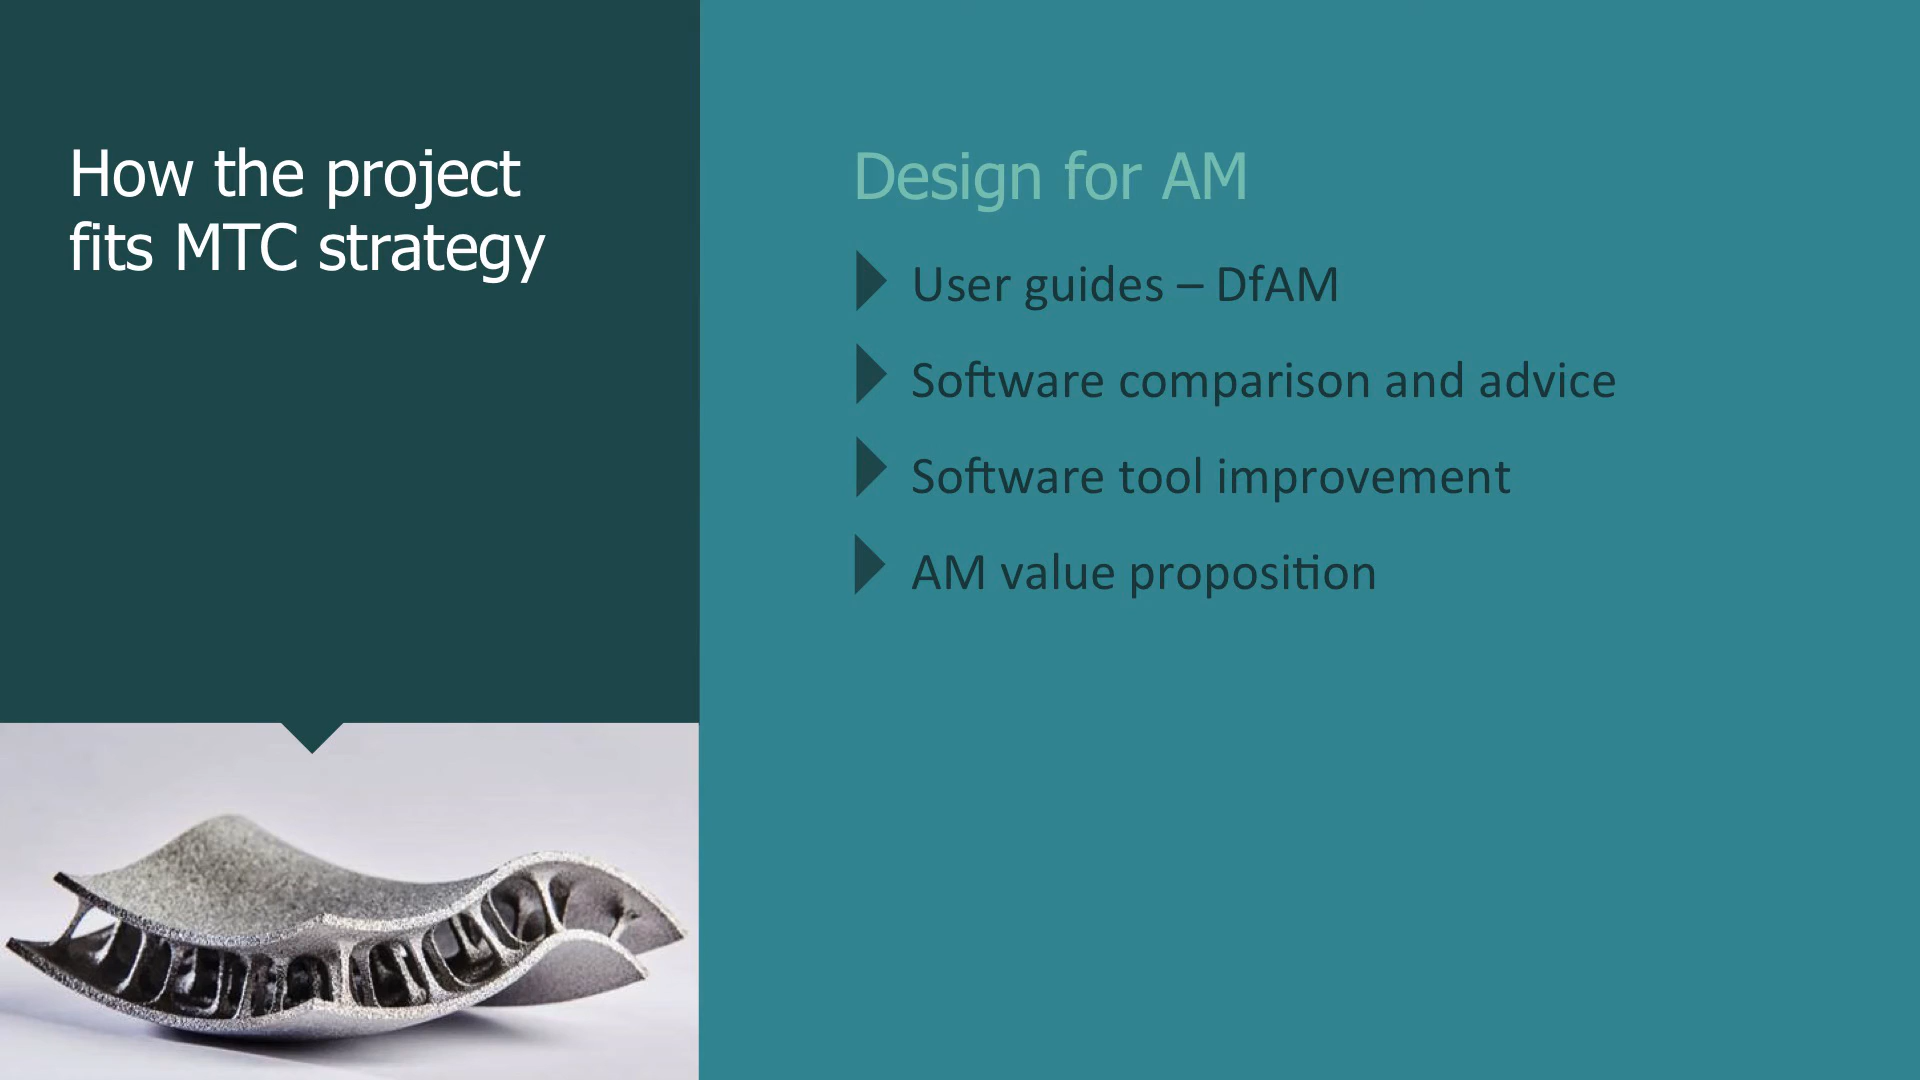 How the project
fits MTC strategy
Design for AM
User guides – DfAM
Software comparison and advice
Software tool improvement
AM value proposition